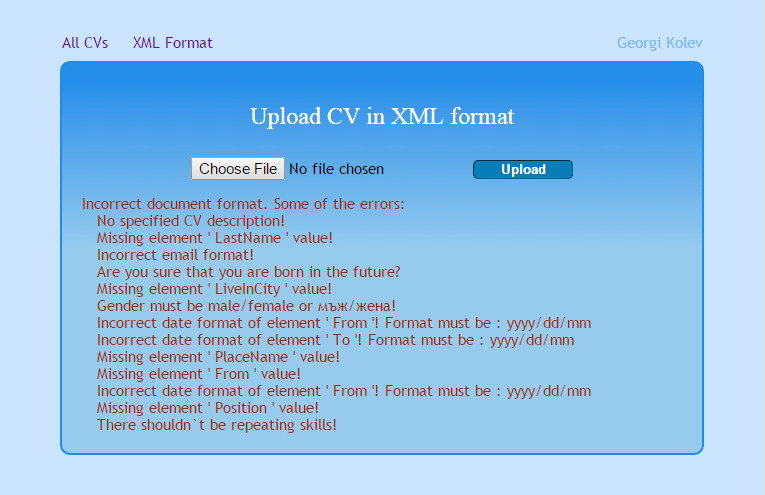 All CVs XML Format Georgi Kolev
Upload CV in XML format
Choose File No file chosen Upload
Incorrect document format. Some of the errors:
No specified CV description!
Missing element ' LastName ' value!
Incorrect email format!
Are you sure that you are born in the future?
Missing element ' LiveInCity ' value!
Gender must be male/female or мъж/жена!
Incorrect date format of element ' From '! Format must be : yyyy/dd/mm
Incorrect date format of element ' To '! Format must be : yyyy/dd/mm
Missing element ' PlaceName ' value!
Missing element ' From ' value!
Incorrect date format of element ' From '! Format must be : yyyy/dd/mm
Missing element ' Position ' value!
There shouldn`t be repeating skills!